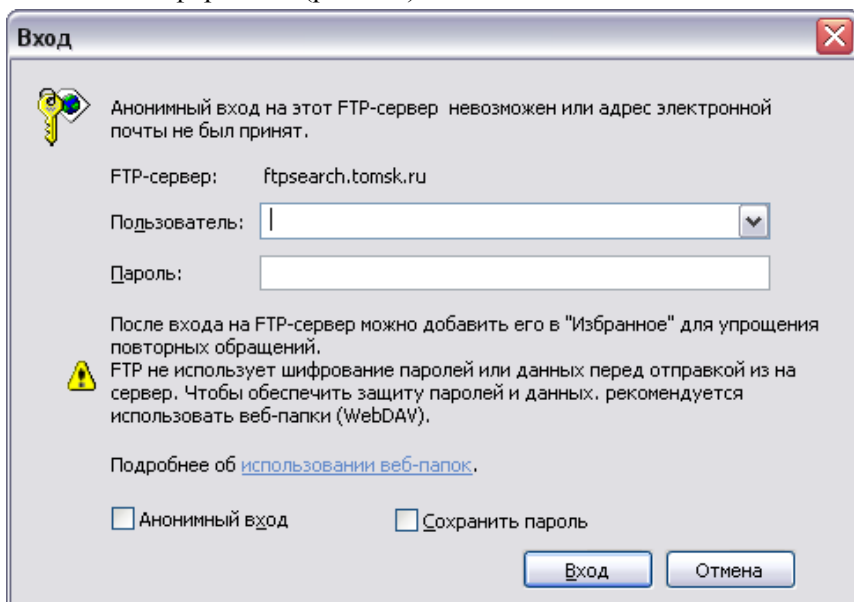 Вход
Анонимный вход на этот FTP-сервер невозможен или адрес электронной
почты не был принят.
FTP-сервер: ftpsearch.tomsk.ru
Пользователь:
Пароль:
После входа на FTP-сервер можно добавить его в "Избранное" для упрощения
повторных обращений.
FTP не использует шифрование паролей или данных перед отправкой из на
сервер. Чтобы обеспечить защиту паролей и данных. рекомендуется
использовать веб-папки (WebDAV).
Подробнее об использовании веб-папок.
Анонимный вход Сохранить пароль
Вход Отмена